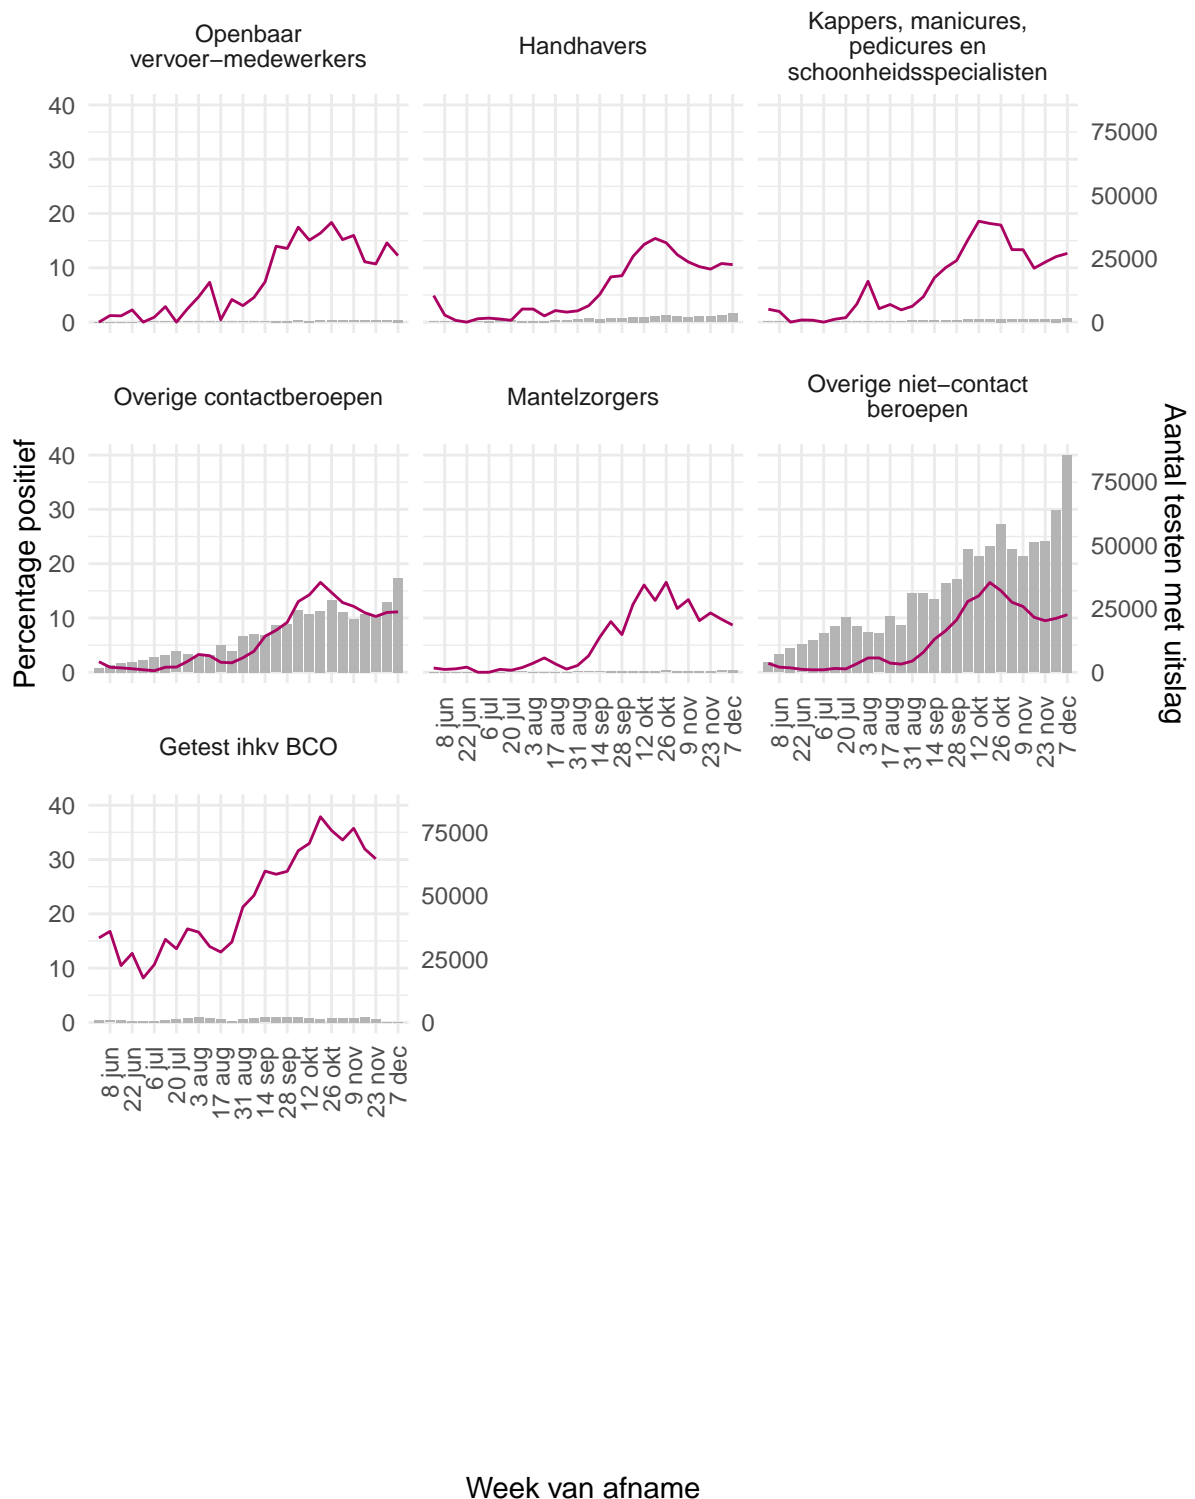 Openbaar
vervoer−medewerkers
Handhavers
Kappers, manicures,
pedicures en
schoonheidsspecialisten
40
30
20
10
0
75000
50000
25000
0
Overige contactberoepen
Mantelzorgers
Overige niet−contact
beroepen
Percentage positief
40
30
20
10
0
75000
50000
25000
0
Aantal testen met uitslag
8 jun
22 jun
6 jul
20 jul
3 aug
17 aug
31 aug
14 sep
28 sep
12 okt
26 okt
9 nov
23 nov
7 dec
8 jun
22 jun
6 jul
20 jul
3 aug
17 aug
31 aug
14 sep
28 sep
12 okt
26 okt
9 nov
23 nov
7 dec
Getest ihkv BCO
40
30
20
10
0
75000
50000
25000
0
8 jun
22 jun
6 jul
20 jul
3 aug
17 aug
31 aug
14 sep
28 sep
12 okt
26 okt
9 nov
23 nov
7 dec
Week van afname